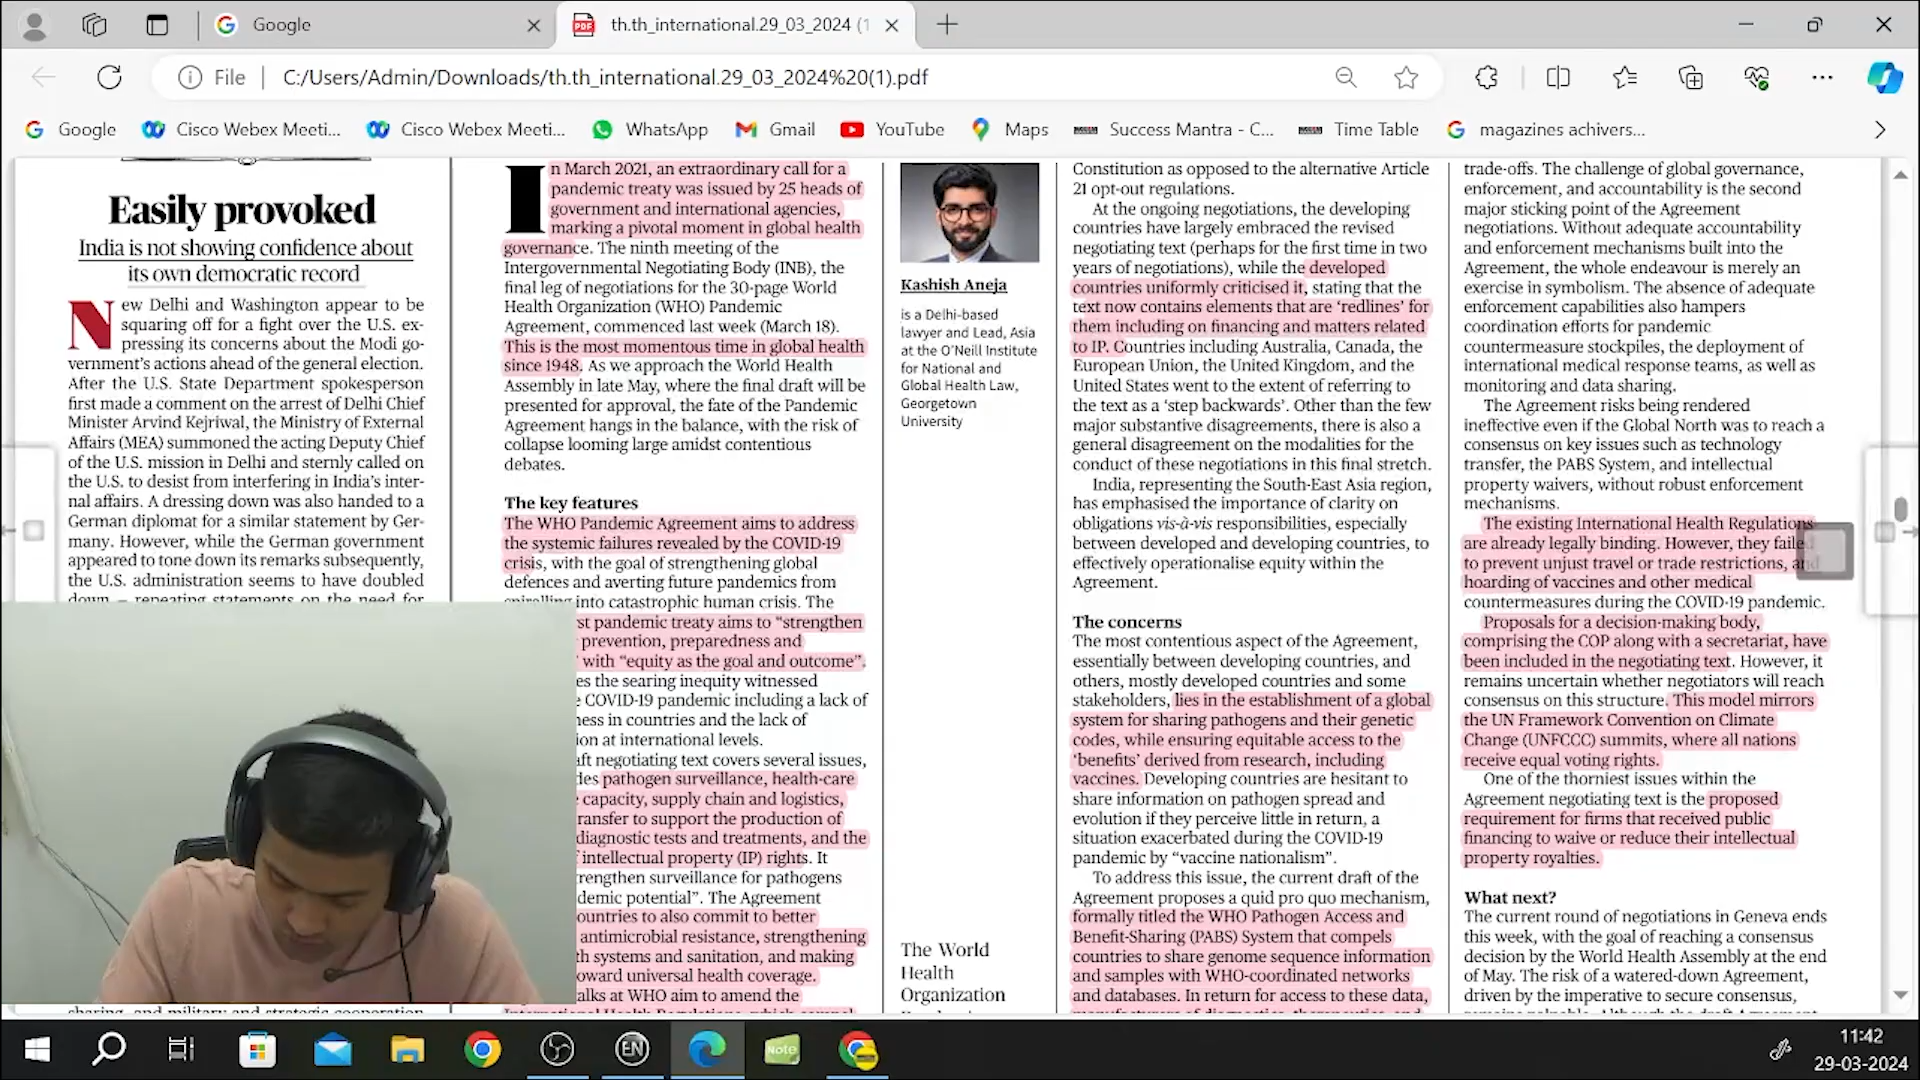 Google
th.th_international.29_03_2024 (1
File
C:/Users/Admin/Downloads/th.th_international.29_03_2024%20(1).pdf
Google
Cisco Webex Meeti...
Cisco Webex Meeti...
WhatsApp
Gmail
YouTube
Maps
Success Mantra - C...
Time Table
magazines achivers...
Easily provoked
India is not showing confidence about
its own democratic record
New Delhi and Washington appear to be
squaring off for a fight over the U.S. ex-
pressing its concerns about the Modi go-
vernment's actions ahead of the general election.
After the U.S. State Department spokesperson
first made a comment on the arrest of Delhi Chief
Minister Arvind Kejriwal, the Ministry of External
Affairs (MEA) summoned the acting Deputy Chief
of the U.S. mission in Delhi and sternly called on
the U.S. to desist from interfering in India's inter-
nal affairs. A dressing down was also handed to a
German diplomat for a similar statement by Ger-
many. However, while the German government
appeared to tone down its remarks subsequently,
the U.S. administration seems to have doubled
down – repeating statements on the need for
sharing, and military and strategic cooperation
In March 2021, an extraordinary call for a
pandemic treaty was issued by 25 heads of
government and international agencies,
marking a pivotal moment in global health
governance. The ninth meeting of the
Intergovernmental Negotiating Body (INB), the
final leg of negotiations for the 30-page World
Health Organization (WHO) Pandemic
Agreement, commenced last week (March 18).
This is the most momentous time in global health
since 1948. As we approach the World Health
Assembly in late May, where the final draft will be
presented for approval, the fate of the Pandemic
Agreement hangs in the balance, with the risk of
collapse looming large amidst contentious
debates.
The key features
The WHO Pandemic Agreement aims to address
the systemic failures revealed by the COVID-19
crisis, with the goal of strengthening global
defences and averting future pandemics from
spiralling into catastrophic human crisis. The
st pandemic treaty aims to "strengthen
prevention, preparedness and
with "equity as the goal and outcome".
es the searing inequity witnessed
COVID-19 pandemic including a lack of
ness in countries and the lack of
on at international levels.
ft negotiating text covers several issues,
des pathogen surveillance, health-care
capacity, supply chain and logistics,
ransfer to support the production of
diagnostic tests and treatments, and the
intellectual property (IP) rights. It
rengthen surveillance for pathogens
demic potential". The Agreement
ountries to also commit to better
antimicrobial resistance, strengthening
h systems and sanitation, and making
oward universal health coverage.
alks at WHO aim to amend the
International Health Regulations, which compel
Kashish Aneja
is a Delhi-based
lawyer and Lead, Asia
at the O'Neill Institute
for National and
Global Health Law,
Georgetown
University
The World
Health
Organization
Constitution as opposed to the alternative Article
21 opt-out regulations.
At the ongoing negotiations, the developing
countries have largely embraced the revised
negotiating text (perhaps for the first time in two
years of negotiations), while the developed
countries uniformly criticised it, stating that the
text now contains elements that are 'redlines' for
them including on financing and matters related
to IP. Countries including Australia, Canada, the
European Union, the United Kingdom, and the
United States went to the extent of referring to
the text as a 'step backwards'. Other than the few
major substantive disagreements, there is also a
general disagreement on the modalities for the
conduct of these negotiations in this final stretch.
India, representing the South-East Asia region,
has emphasised the importance of clarity on
obligations vis-à-vis responsibilities, especially
between developed and developing countries, to
effectively operationalise equity within the
Agreement.
The concerns
The most contentious aspect of the Agreement,
essentially between developing countries, and
others, mostly developed countries and some
stakeholders, lies in the establishment of a global
system for sharing pathogens and their genetic
codes, while ensuring equitable access to the
'benefits' derived from research, including
vaccines. Developing countries are hesitant to
share information on pathogen spread and
evolution if they perceive little in return, a
situation exacerbated during the COVID-19
pandemic by "vaccine nationalism".
To address this issue, the current draft of the
Agreement proposes a quid pro quo mechanism,
formally titled the WHO Pathogen Access and
Benefit-Sharing (PABS) System that compels
countries to share genome sequence information
and samples with WHO-coordinated networks
and databases. In return for access to these data,
manufacturers of diagnostics, therapeutics, and
trade-offs. The challenge of global governance,
enforcement, and accountability is the second
major sticking point of the Agreement
negotiations. Without adequate accountability
and enforcement mechanisms built into the
Agreement, the whole endeavour is merely an
exercise in symbolism. The absence of adequate
enforcement capabilities also hampers
coordination efforts for pandemic
countermeasure stockpiles, the deployment of
international medical response teams, as well as
monitoring and data sharing.
The Agreement risks being rendered
ineffective even if the Global North was to reach a
consensus on key issues such as technology
transfer, the PABS System, and intellectual
property waivers, without robust enforcement
mechanisms.
The existing International Health Regulations
are already legally binding. However, they failed
to prevent unjust travel or trade restrictions, and
hoarding of vaccines and other medical
countermeasures during the COVID-19 pandemic.
Proposals for a decision-making body,
comprising the COP along with a secretariat, have
been included in the negotiating text. However, it
remains uncertain whether negotiators will reach
consensus on this structure. This model mirrors
the UN Framework Convention on Climate
Change (UNFCCC) summits, where all nations
receive equal voting rights.
One of the thorniest issues within the
Agreement negotiating text is the proposed
requirement for firms that received public
financing to waive or reduce their intellectual
property royalties.
What next?
The current round of negotiations in Geneva ends
this week, with the goal of reaching a consensus
decision by the World Health Assembly at the end
of May. The risk of a watered-down Agreement,
driven by the imperative to secure consensus,
11:42
29-03-2024